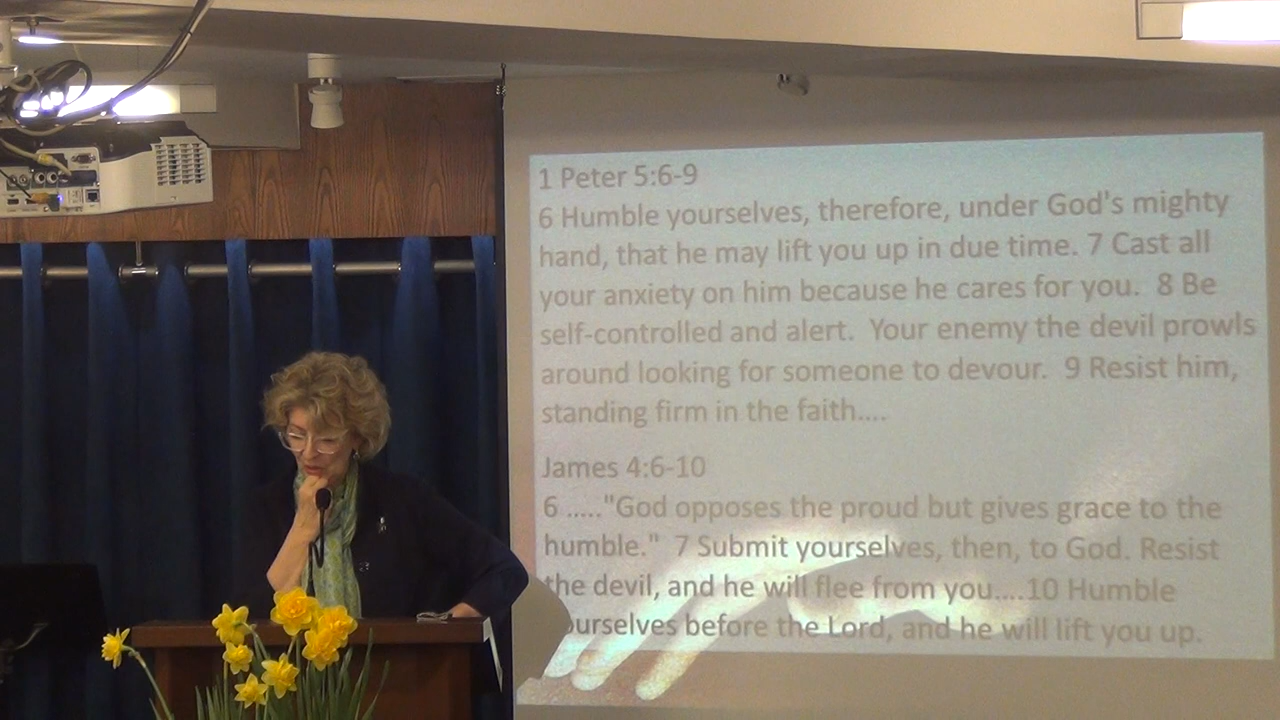 1 Peter 5:6-9
6 Humble yourselves, therefore, under God's mighty
hand, that he may lift you up in due time. 7 Cast all
your anxiety on him because he cares for you.  8 Be
self-controlled and alert.  Your enemy the devil prowls
around looking for someone to devour.  9 Resist him,
standing firm in the faith....
James 4:6-10
6 ....."God opposes the proud but gives grace to the
humble."  7 Submit yourselves, then, to God. Resist
the devil, and he will flee from you....10 Humble
ourselves before the Lord, and he will lift you up.